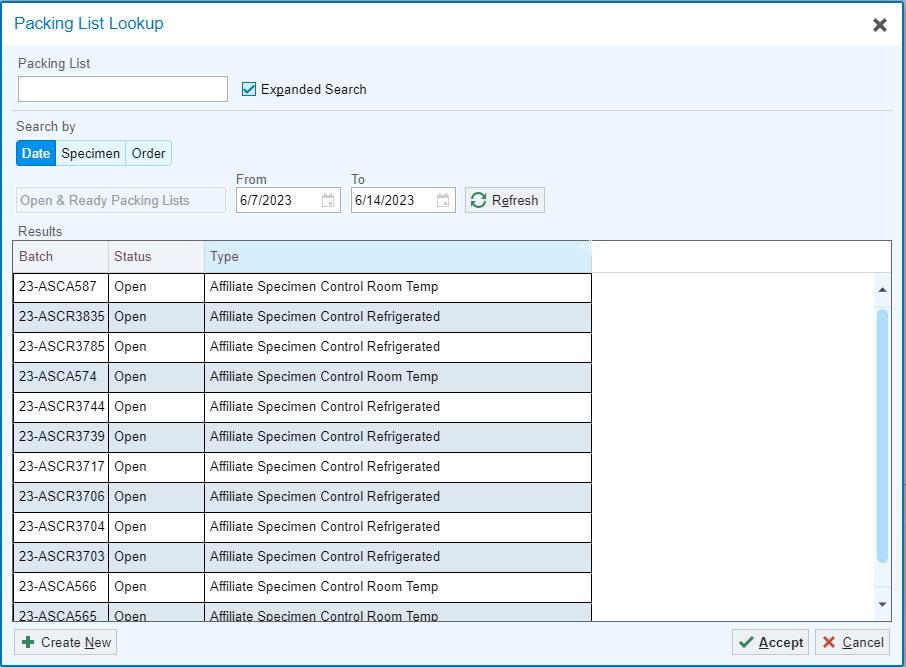 Packing List Lookup
Packing List
Expanded Search
Search by
Date Specimen Order
From To
Open & Ready Packing Lists 6/7/2023 6/14/2023 Refresh
Results
Batch Status Type
23-ASCA587 Open Affiliate Specimen Control Room Temp
23-ASCR3835 Open Affiliate Specimen Control Refrigerated
23-ASCR3785 Open Affiliate Specimen Control Refrigerated
23-ASCA574 Open Affiliate Specimen Control Room Temp
23-ASCR3744 Open Affiliate Specimen Control Refrigerated
23-ASCR3739 Open Affiliate Specimen Control Refrigerated
23-ASCR3717 Open Affiliate Specimen Control Refrigerated
23-ASCR3706 Open Affiliate Specimen Control Refrigerated
23-ASCR3704 Open Affiliate Specimen Control Refrigerated
23-ASCR3703 Open Affiliate Specimen Control Refrigerated
23-ASCA566 Open Affiliate Specimen Control Room Temp
23-ASCA565 Open Affiliate Specimen Control Room Temp
Create New Accept Cancel